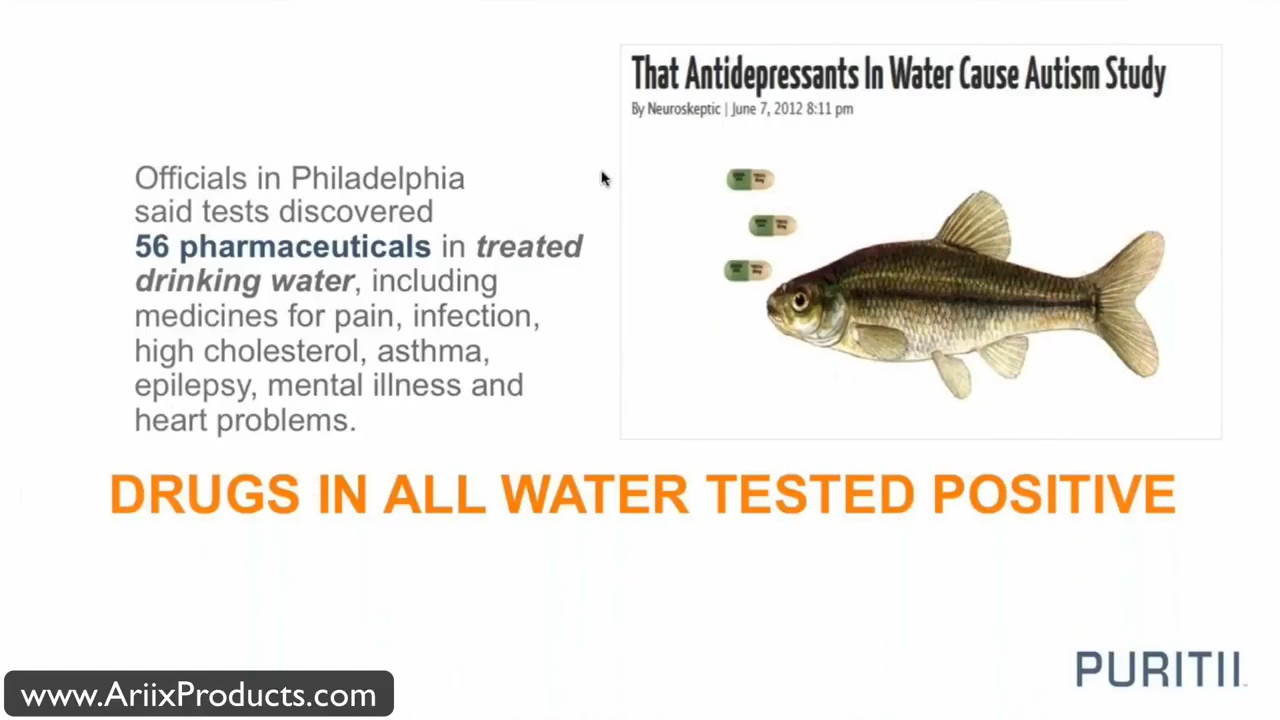 That Antidepressants In Water Cause Autism Study
By Neuroskeptic | June 7, 2012 8:11 pm
Officials in Philadelphia
said tests discovered
56 pharmaceuticals in treated
drinking water, including
medicines for pain, infection,
high cholesterol, asthma,
epilepsy, mental illness and
heart problems.
DRUGS IN ALL WATER TESTED POSITIVE
PURITII
www.AriixProducts.com